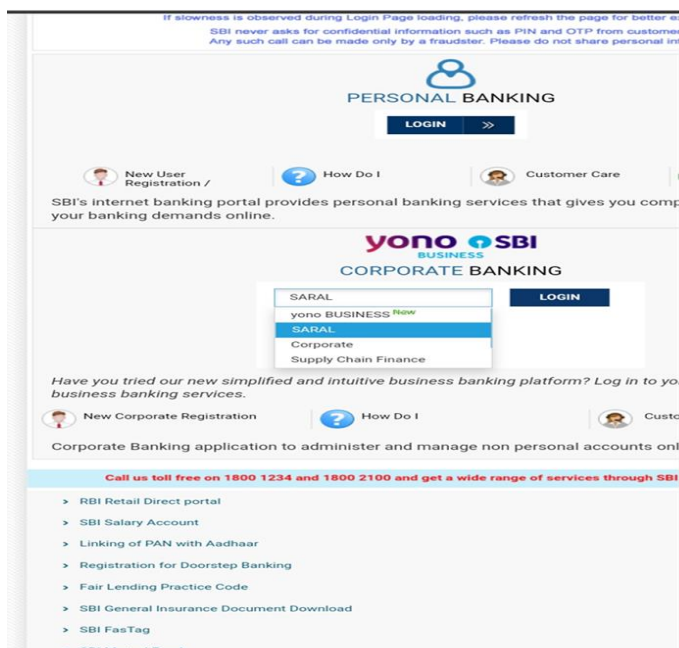 If slowness is observed during Login Page loading, please refresh the page for better e
SBI never asks for confidential information such as PIN and OTP from custome
Any such call can be made only by a fraudster. Please do not share personal in
PERSONAL BANKING
LOGIN »
New User
Registration /
How Do I
Customer Care
SBI's internet banking portal provides personal banking services that gives you comp
your banking demands online.
yono SBI
BUSINESS
CORPORATE BANKING
SARAL
LOGIN
yono BUSINESS New
SARAL
Corporate
Supply Chain Finance
Have you tried our new simplified and intuitive business banking platform? Log in to yo
business banking services.
New Corporate Registration
How Do I
Custo
Corporate Banking application to administer and manage non personal accounts onl
Call us toll free on 1800 1234 and 1800 2100 and get a wide range of services through SBI
> RBI Retail Direct portal
> SBI Salary Account
> Linking of PAN with Aadhaar
> Registration for Doorstep Banking
> Fair Lending Practice Code
> SBI General Insurance Document Download
> SBI FasTag